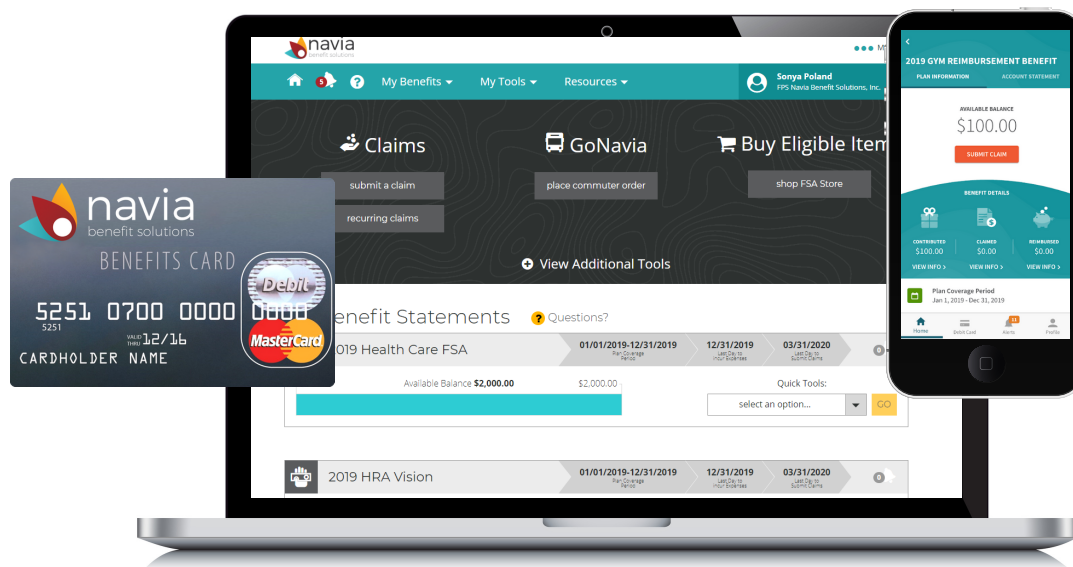 navia
benefit solutions
My Benefits
My Tools
Resources
Sonya Poland
FPS Navia Benefit Solutions, Inc.
5
?
Claims
submit a claim
recurring claims
GoNavia
place commuter order
Buy Eligible Item
shop FSA Store
View Additional Tools
enefit Statements
? Questions?
019 Health Care FSA
01/01/2019-12/31/2019
Plan Coverage
Period
12/31/2019
Last Day to
Incur Expenses
03/31/2020
Last Day to
Submit Claims
0
Available Balance $2,000.00
$2,000.00
Quick Tools:
select an option...
GO
2019 HRA Vision
01/01/2019-12/31/2019
Plan Coverage
Period
12/31/2019
Last Day to
Incur Expenses
03/31/2020
Last Day to
Submit Claims
0
navia
benefit solutions
BENEFITS CARD
Debit
5251 0700 0000 0000
5251
VALID
THRU 12/16
CARDHOLDER NAME
MasterCard
2019 GYM REIMBURSEMENT BENEFIT
PLAN INFORMATION
ACCOUNT STATEMENT
AVAILABLE BALANCE
$100.00
SUBMIT CLAIM
BENEFIT DETAILS
CONTRIBUTED
$100.00
VIEW INFO >
CLAIMED
$0.00
VIEW INFO >
REIMBURSED
$0.00
VIEW INFO >
Plan Coverage Period
Jan 1, 2019 - Dec 31, 2019
Home
Debit Card
11
Alerts
Profile